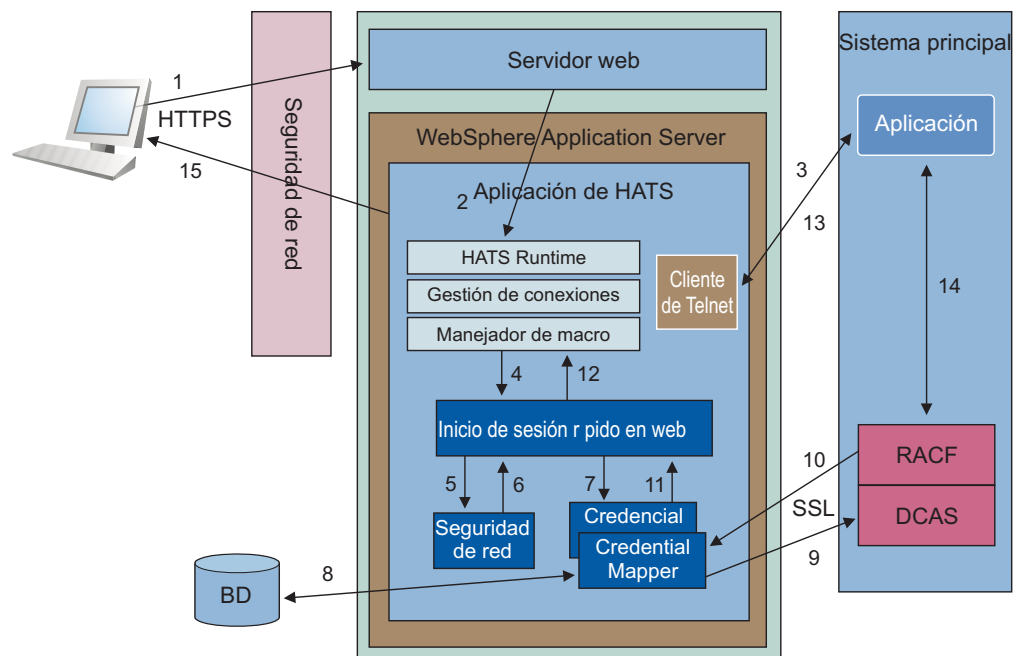 1
HTTPS
15
Seguridad de red
Servidor web
WebSphere Application Server
2
Aplicación de HATS
HATS Runtime
Gestión de conexiones
Manejador de macro
Cliente
de Telnet
4
12
Inicio de sesión r pido en web
5
6
7
11
Seguridad
de red
Credencial
Credential
Mapper
8
BD
Sistema principal
Aplicación
3
13
14
10
RACF
SSL
DCAS
9